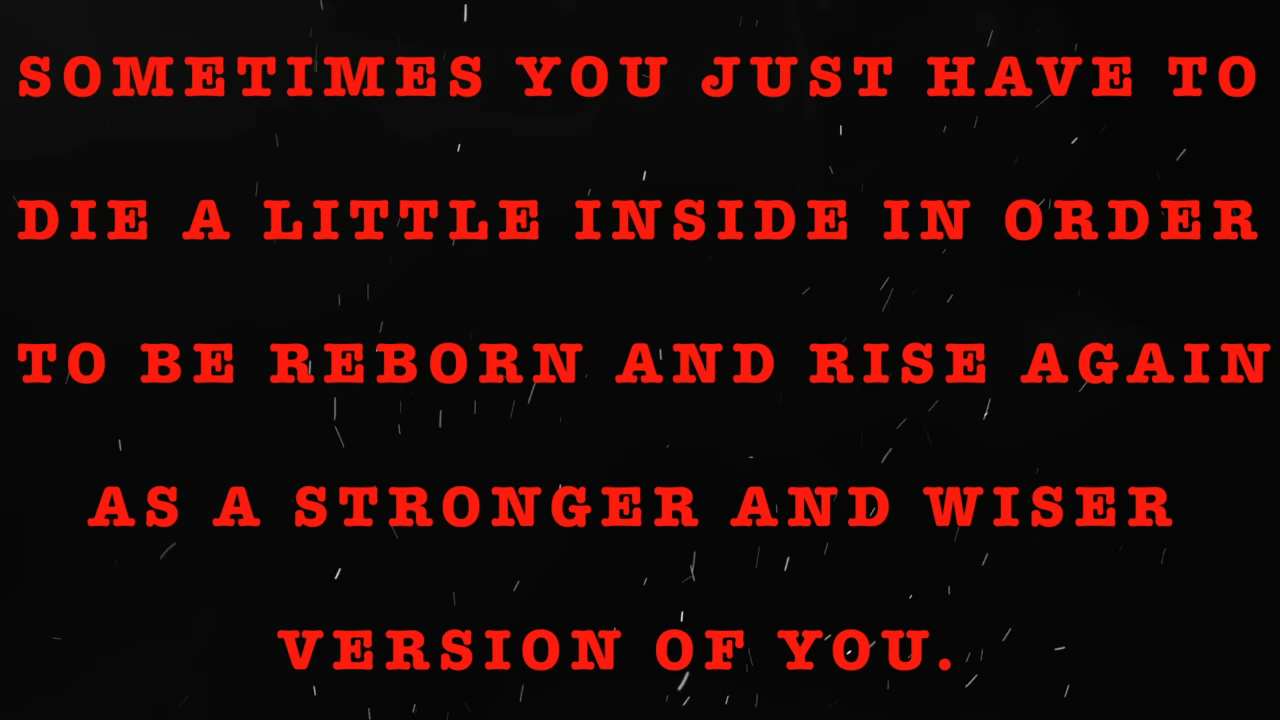 SOMETIMES YOU JUST HAVE TO
DIE A LITTLE INSIDE IN ORDER
TO BE REBORN AND RISE AGAIN
AS A STRONGER AND WISER
VERSION OF YOU.